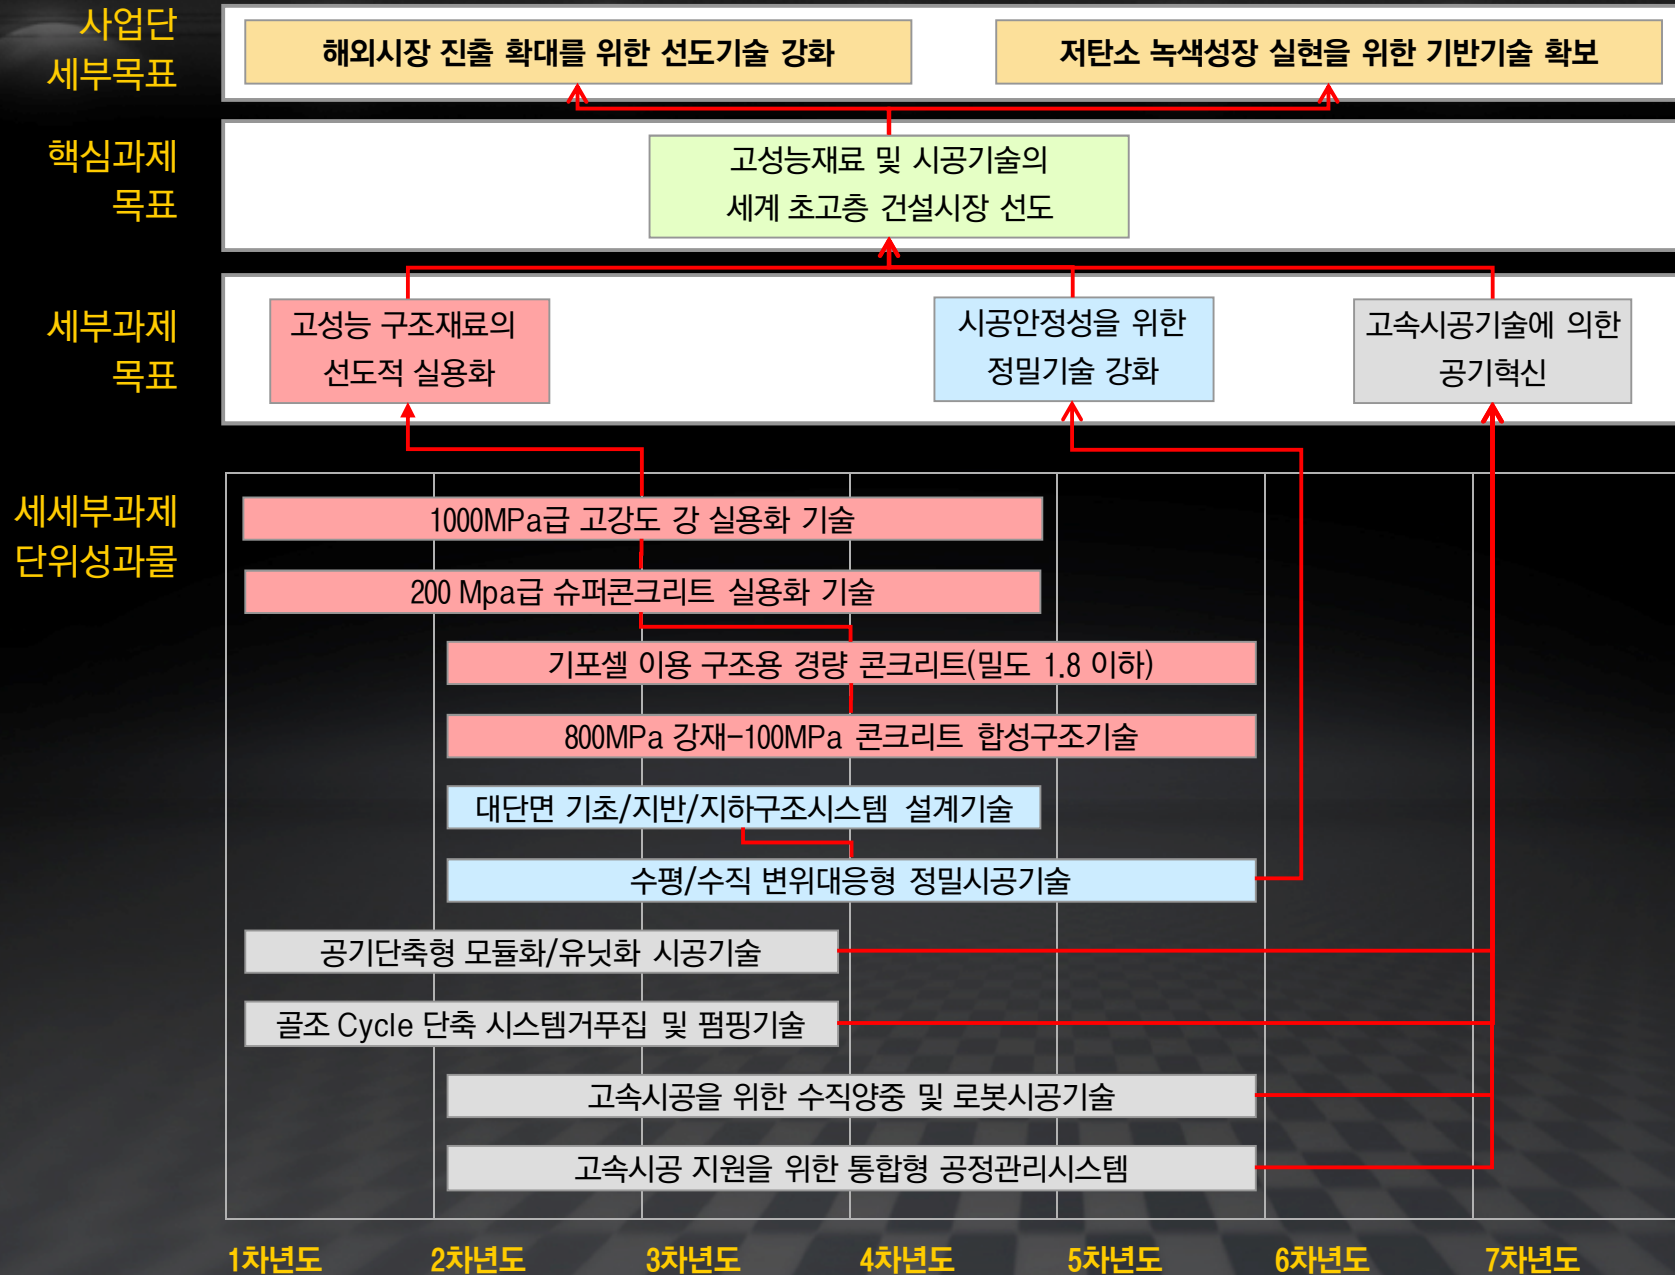 사업단
세부목표
해외시장 진출 확대를 위한 선도기술 강화
저탄소 녹색성장 실현을 위한 기반기술 확보
핵심과제
목표
고성능재료 및 시공기술의
세계 초고층 건설시장 선도
세부과제
목표
고성능 구조재료의
선도적 실용화
시공안정성을 위한
정밀기술 강화
고속시공기술에 의한
공기혁신
세세부과제
단위성과물
1000MPa급 고강도 강 실용화 기술
200 Mpa급 슈퍼콘크리트 실용화 기술
기포셀 이용 구조용 경량 콘크리트(밀도 1.8 이하)
800MPa 강재-100MPa 콘크리트 합성구조기술
대단면 기초/지반/지하구조시스템 설계기술
수평/수직 변위대응형 정밀시공기술
공기단축형 모듈화/유닛화 시공기술
골조 Cycle 단축 시스템거푸집 및 펌핑기술
고속시공을 위한 수직양중 및 로봇시공기술
고속시공 지원을 위한 통합형 공정관리시스템
1차년도 2차년도 3차년도 4차년도 5차년도 6차년도 7차년도